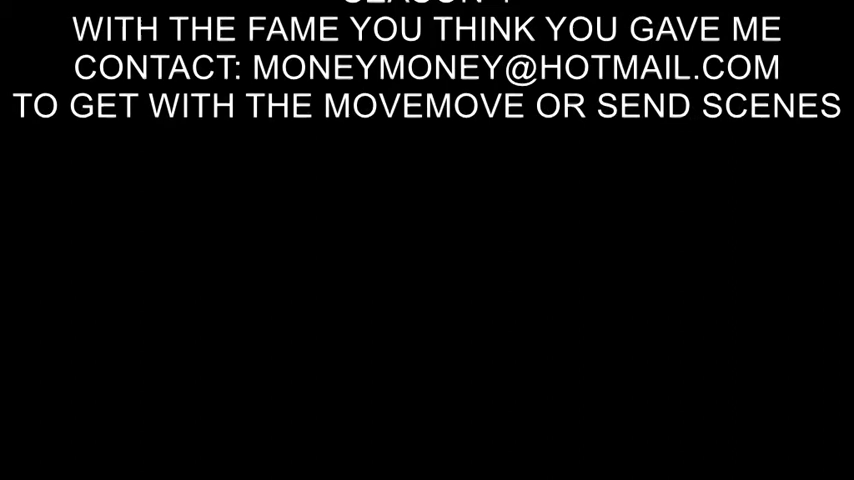 SEASON
WITH THE FAME YOU THINK YOU GAVE ME
CONTACT: MONEYMONEY@HOTMAIL.COM
TO GET WITH THE MOVEMOVE OR SEND SCENES